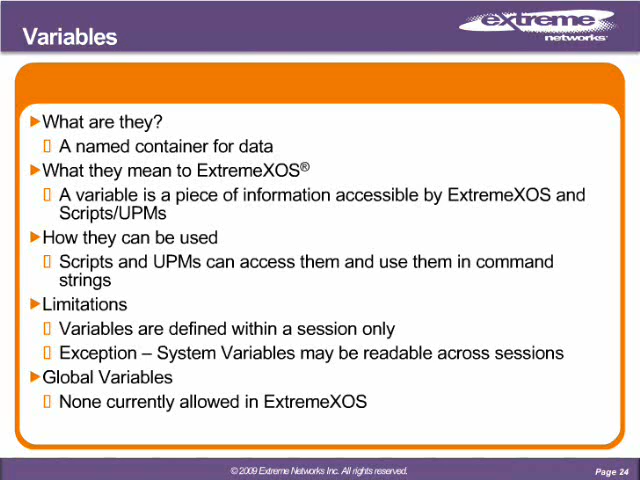 Variables
extreme
networks
What are they?
A named container for data
What they mean to ExtremeXOS®
A variable is a piece of information accessible by ExtremeXOS and
Scripts/UPMs
How they can be used
Scripts and UPMs can access them and use them in command
strings
Limitations
Variables are defined within a session only
Exception – System Variables may be readable across sessions
Global Variables
None currently allowed in ExtremeXOS
© 2009 Extreme Networks Inc. All rights reserved.
Page 24